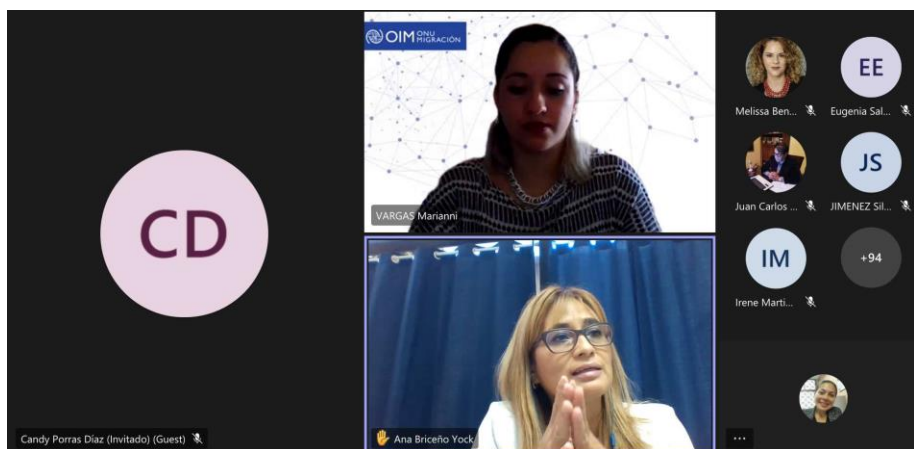 CD
Candy Porras Díaz (Invitado) (Guest)
OIM ONU MIGRACIÓN
VARGAS Marianni
Ana Briceño Yock
Melissa Ben...
EE
Eugenia Sal...
Juan Carlos ...
JS
JIMENEZ Sil...
IM
Irene Marti...
+94